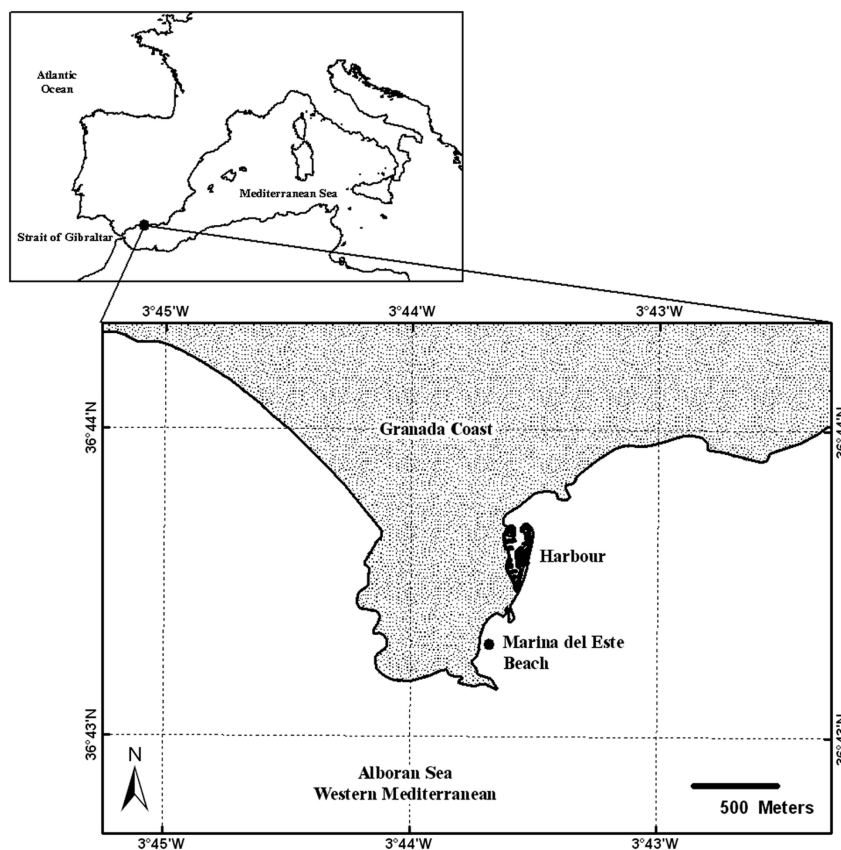 Atlantic
Ocean
Mediterranean Sea
Strait of Gibraltar
3°45'W
3°44'W
3°43'W
36°44'N
36°44'N
Granada Coast
Harbour
Marina del Este
Beach
36°43'N
36°43'N
N
Alboran Sea
Western Mediterranean
500 Meters
3°45'W
3°44'W
3°43'W